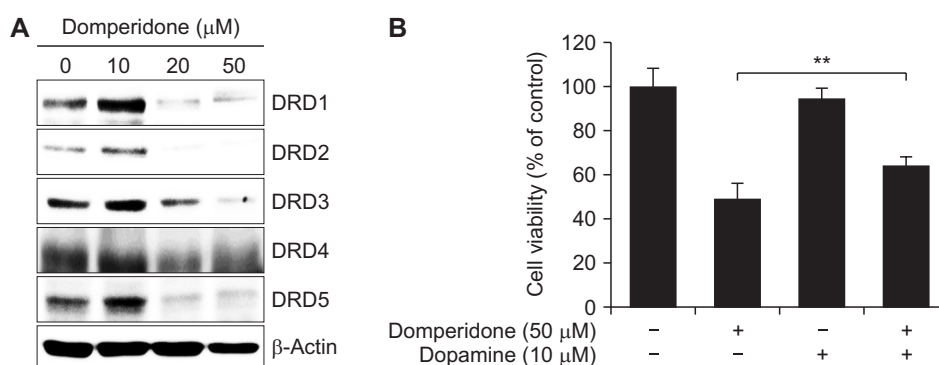 A
Domperidone (μM)
0 10 20 50
DRD1
DRD2
DRD3
DRD4
DRD5
β-Actin
B
Cell viability (% of control)
120
100
80
60
40
20
0
**
Domperidone (50 μM) − + − +
Dopamine (10 μM) − − + +